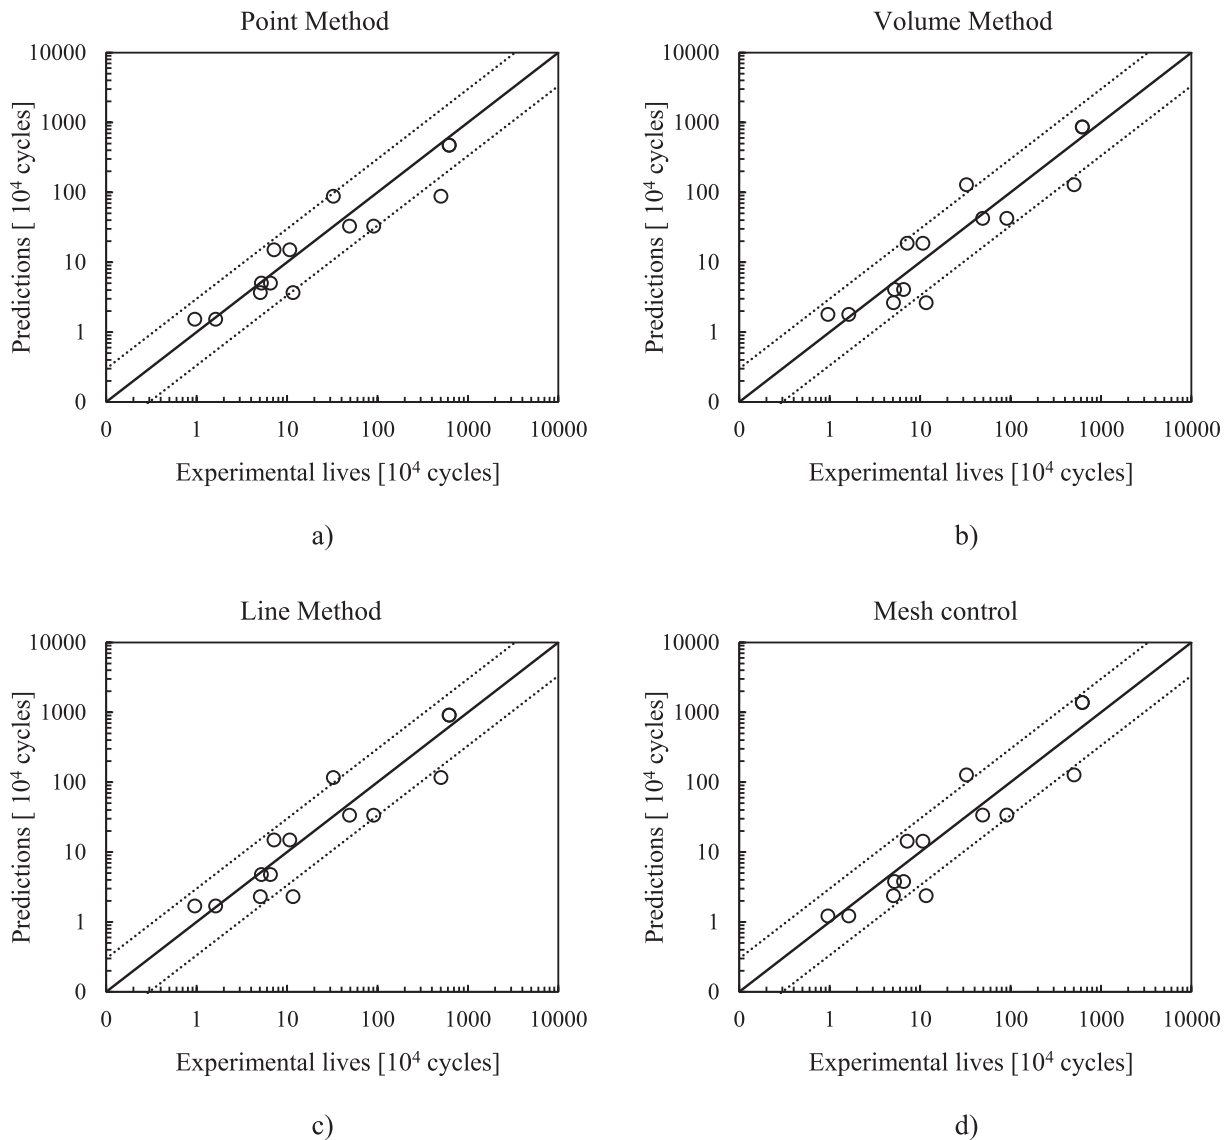 Point Method
10000
1000
100
10
1
0
Predictions [ 10⁴ cycles]
0 1 10 100 1000 10000
Experimental lives [10⁴ cycles]
a)
Volume Method
10000
1000
100
10
1
0
Predictions [ 10⁴ cycles]
0 1 10 100 1000 10000
Experimental lives [10⁴ cycles]
b)
Line Method
10000
1000
100
10
1
0
Predictions [ 10⁴ cycles]
0 1 10 100 1000 10000
Experimental lives [10⁴ cycles]
c)
Mesh control
10000
1000
100
10
1
0
Predictions [ 10⁴ cycles]
0 1 10 100 1000 10000
Experimental lives [10⁴ cycles]
d)